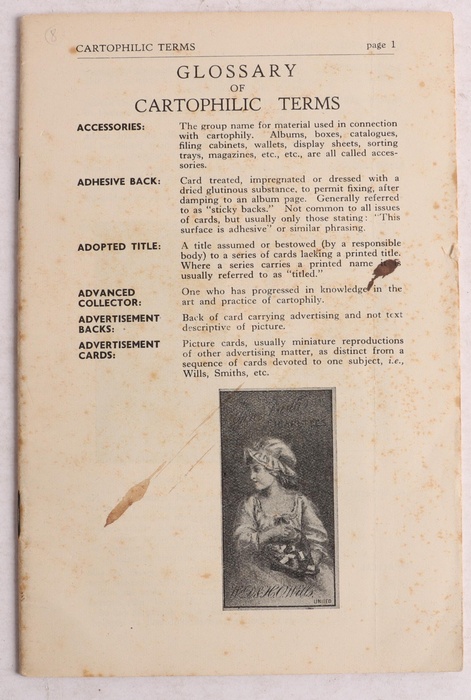 CARTOPHILIC TERMS page 1
GLOSSARY
OF
CARTOPHILIC TERMS
ACCESSORIES: The group name for material used in connection
with cartophily. Albums, boxes, catalogues,
filing cabinets, wallets, display sheets, sorting
trays, magazines, etc., etc., are all called acces-
sories.
ADHESIVE BACK: Card treated, impregnated or dressed with a
dried glutinous substance, to permit fixing, after
damping to an album page. Generally referred
to as "sticky backs." Not common to all issues
of cards, but usually only those stating: "This
surface is adhesive" or similar phrasing.
ADOPTED TITLE: A title assumed or bestowed (by a responsible
body) to a series of cards lacking a printed title.
Where a series carries a printed name
usually referred to as "titled."
ADVANCED One who has progressed in knowledge in the
COLLECTOR: art and practice of cartophily.
ADVERTISEMENT Back of card carrying advertising and not text
BACKS: descriptive of picture.
ADVERTISEMENT Picture cards, usually miniature reproductions
CARDS: of other advertising matter, as distinct from a
sequence of cards devoted to one subject, i.e.,
Wills, Smiths, etc.
W.D. & H.O. Wills,
LIMITED